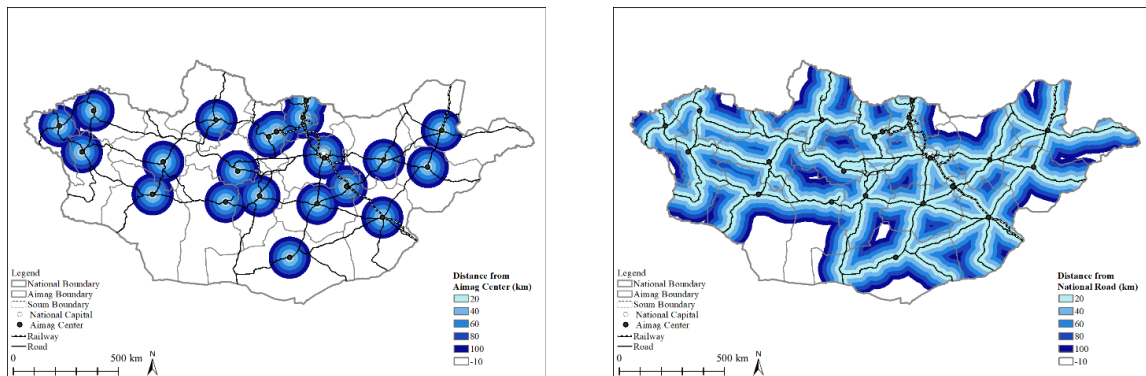 Legend
National Boundary
Aimag Boundary
Soum Boundary
National Capital
Aimag Center
Railway
Road
0 500 km
N
Distance from
Aimag Center (km)
20
40
60
80
100
-10
Legend
National Boundary
Aimag Boundary
Soum Boundary
National Capital
Aimag Center
Railway
Road
0 500 km
N
Distance from
National Road (km)
20
40
60
80
100
-10